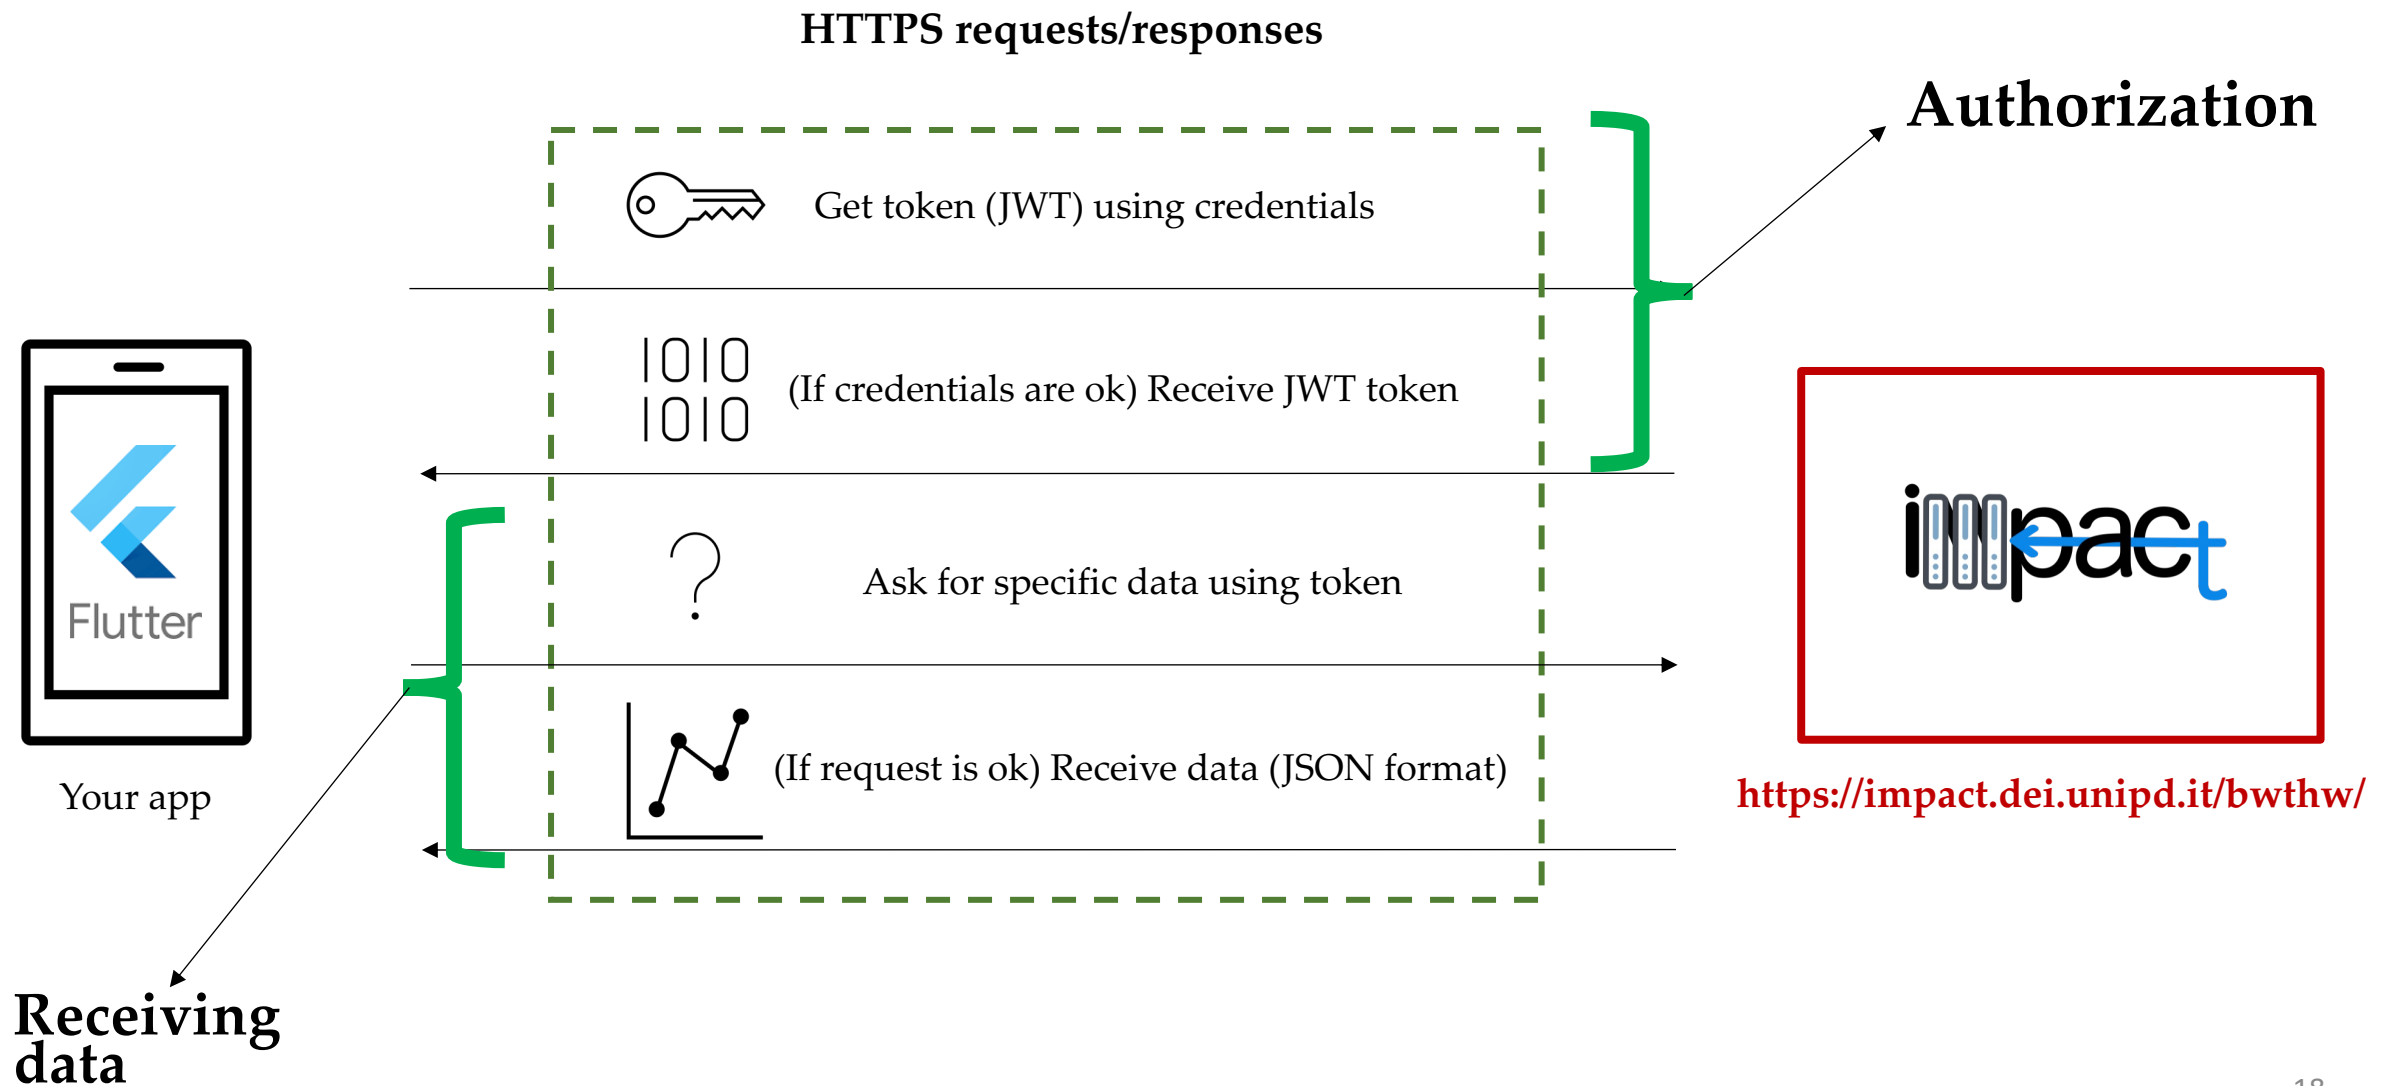 HTTPS requests/responses
Authorization
Get token (JWT) using credentials
1010
1010
(If credentials are ok) Receive JWT token
Flutter
impact
Ask for specific data using token
(If request is ok) Receive data (JSON format)
Your app
https://impact.dei.unipd.it/bwthw/
Receiving
data
18